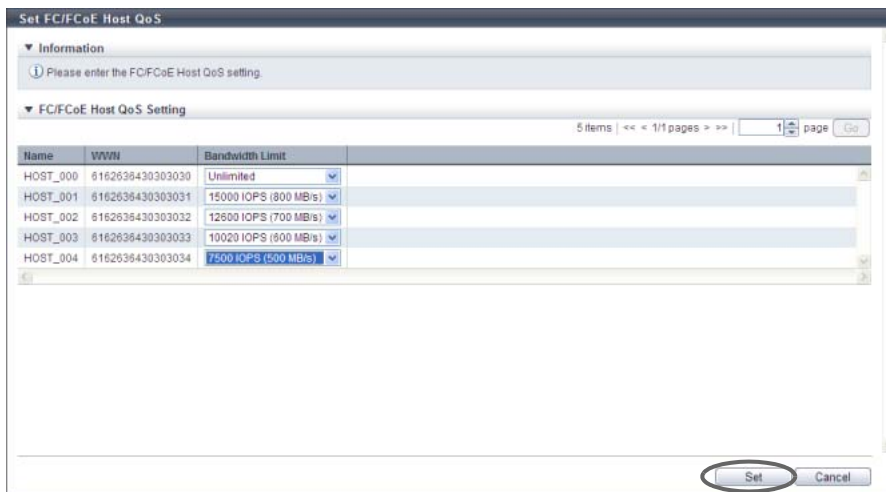 Set FC/FCoE Host QoS
Information
Please enter the FC/FCoE Host QoS setting.
FC/FCoE Host QoS Setting
5 items | << < 1/1 pages > >> | 1 page Go
Name WWN Bandwidth Limit
HOST_000 6162636430303030 Unlimited
HOST_001 6162636430303031 15000 IOPS (800 MB/s)
HOST_002 6162636430303032 12600 IOPS (700 MB/s)
HOST_003 6162636430303033 10020 IOPS (600 MB/s)
HOST_004 6162636430303034 7500 IOPS (500 MB/s)
Set Cancel